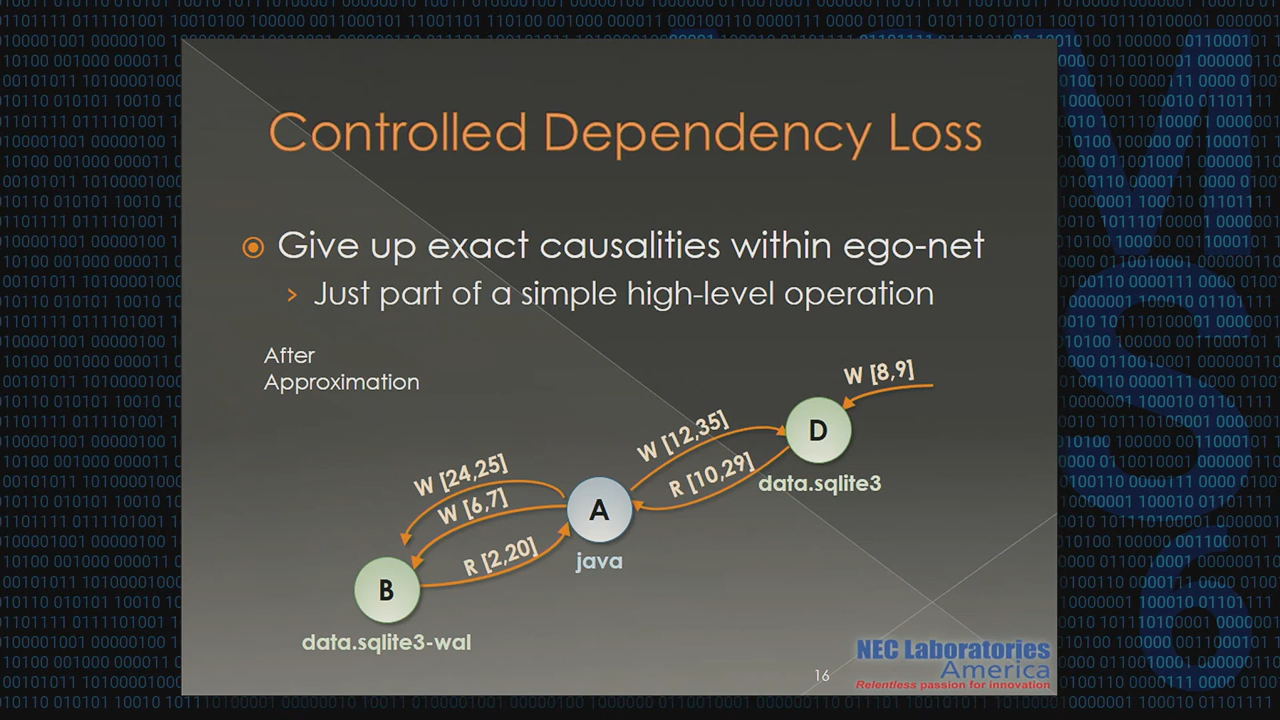 Controlled Dependency Loss
Give up exact causalities within ego-net
Just part of a simple high-level operation
After
Approximation
W [8,9]
D
W [12,35]
R [10,29]
data.sqlite3
W [24,25]
W [6,7]
A
R [2,20]
java
B
data.sqlite3-wal
NEC Laboratories
America
Relentless passion for innovation
16